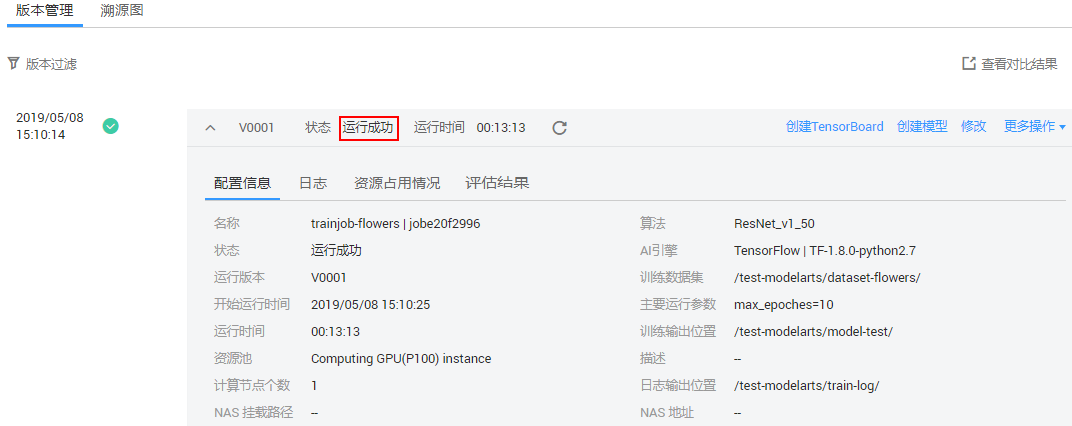 版本管理 溯源图
版本过滤 查看对比结果
2019/05/08
15:10:14
V0001 状态 运行成功 运行时间 00:13:13 创建TensorBoard 创建模型 修改 更多操作
配置信息 日志 资源占用情况 评估结果
名称 trainjob-flowers | jobe20f2996 算法 ResNet_v1_50
状态 运行成功 AI引擎 TensorFlow | TF-1.8.0-python2.7
运行版本 V0001 训练数据集 /test-modelarts/dataset-flowers/
开始运行时间 2019/05/08 15:10:25 主要运行参数 max_epoches=10
运行时间 00:13:13 训练输出位置 /test-modelarts/model-test/
资源池 Computing GPU(P100) instance 描述 --
计算节点个数 1 日志输出位置 /test-modelarts/train-log/
NAS 挂载路径 -- NAS 地址 --